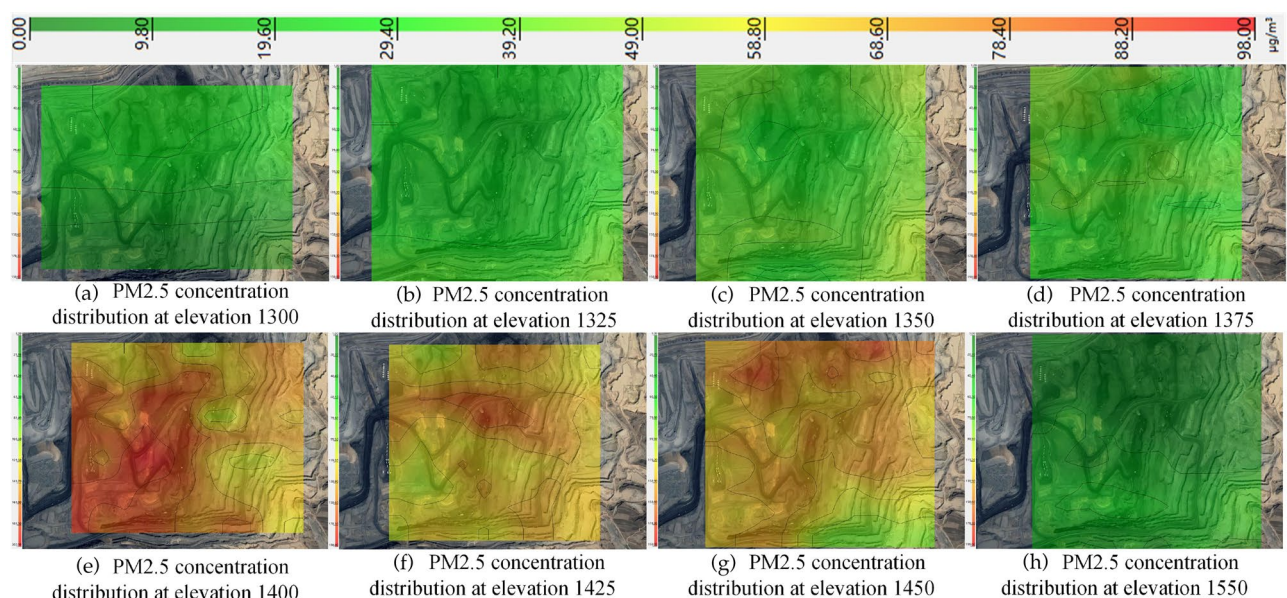 0.00 9.80 19.60 29.40 39.20 49.00 58.80 68.60 78.40 88.20 98.00 µg/m³
(a) PM2.5 concentration
distribution at elevation 1300
(b) PM2.5 concentration
distribution at elevation 1325
(c) PM2.5 concentration
distribution at elevation 1350
(d) PM2.5 concentration
distribution at elevation 1375
(e) PM2.5 concentration
distribution at elevation 1400
(f) PM2.5 concentration
distribution at elevation 1425
(g) PM2.5 concentration
distribution at elevation 1450
(h) PM2.5 concentration
distribution at elevation 1550